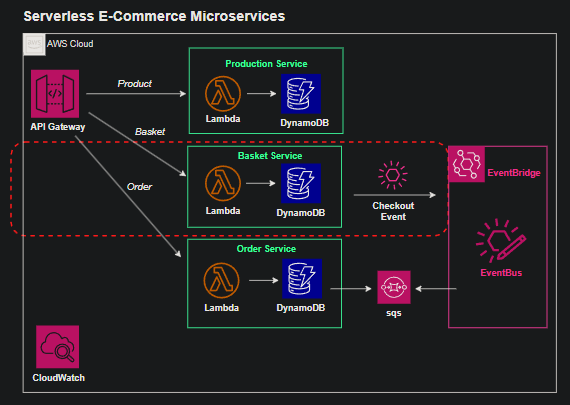 Serverless E-Commerce Microservices
AWS Cloud
aws
API Gateway
Product
Basket
Order
Production Service
Lambda
DynamoDB
Basket Service
Lambda
DynamoDB
Checkout
Event
EventBridge
EventBus
Order Service
Lambda
DynamoDB
sqs
CloudWatch